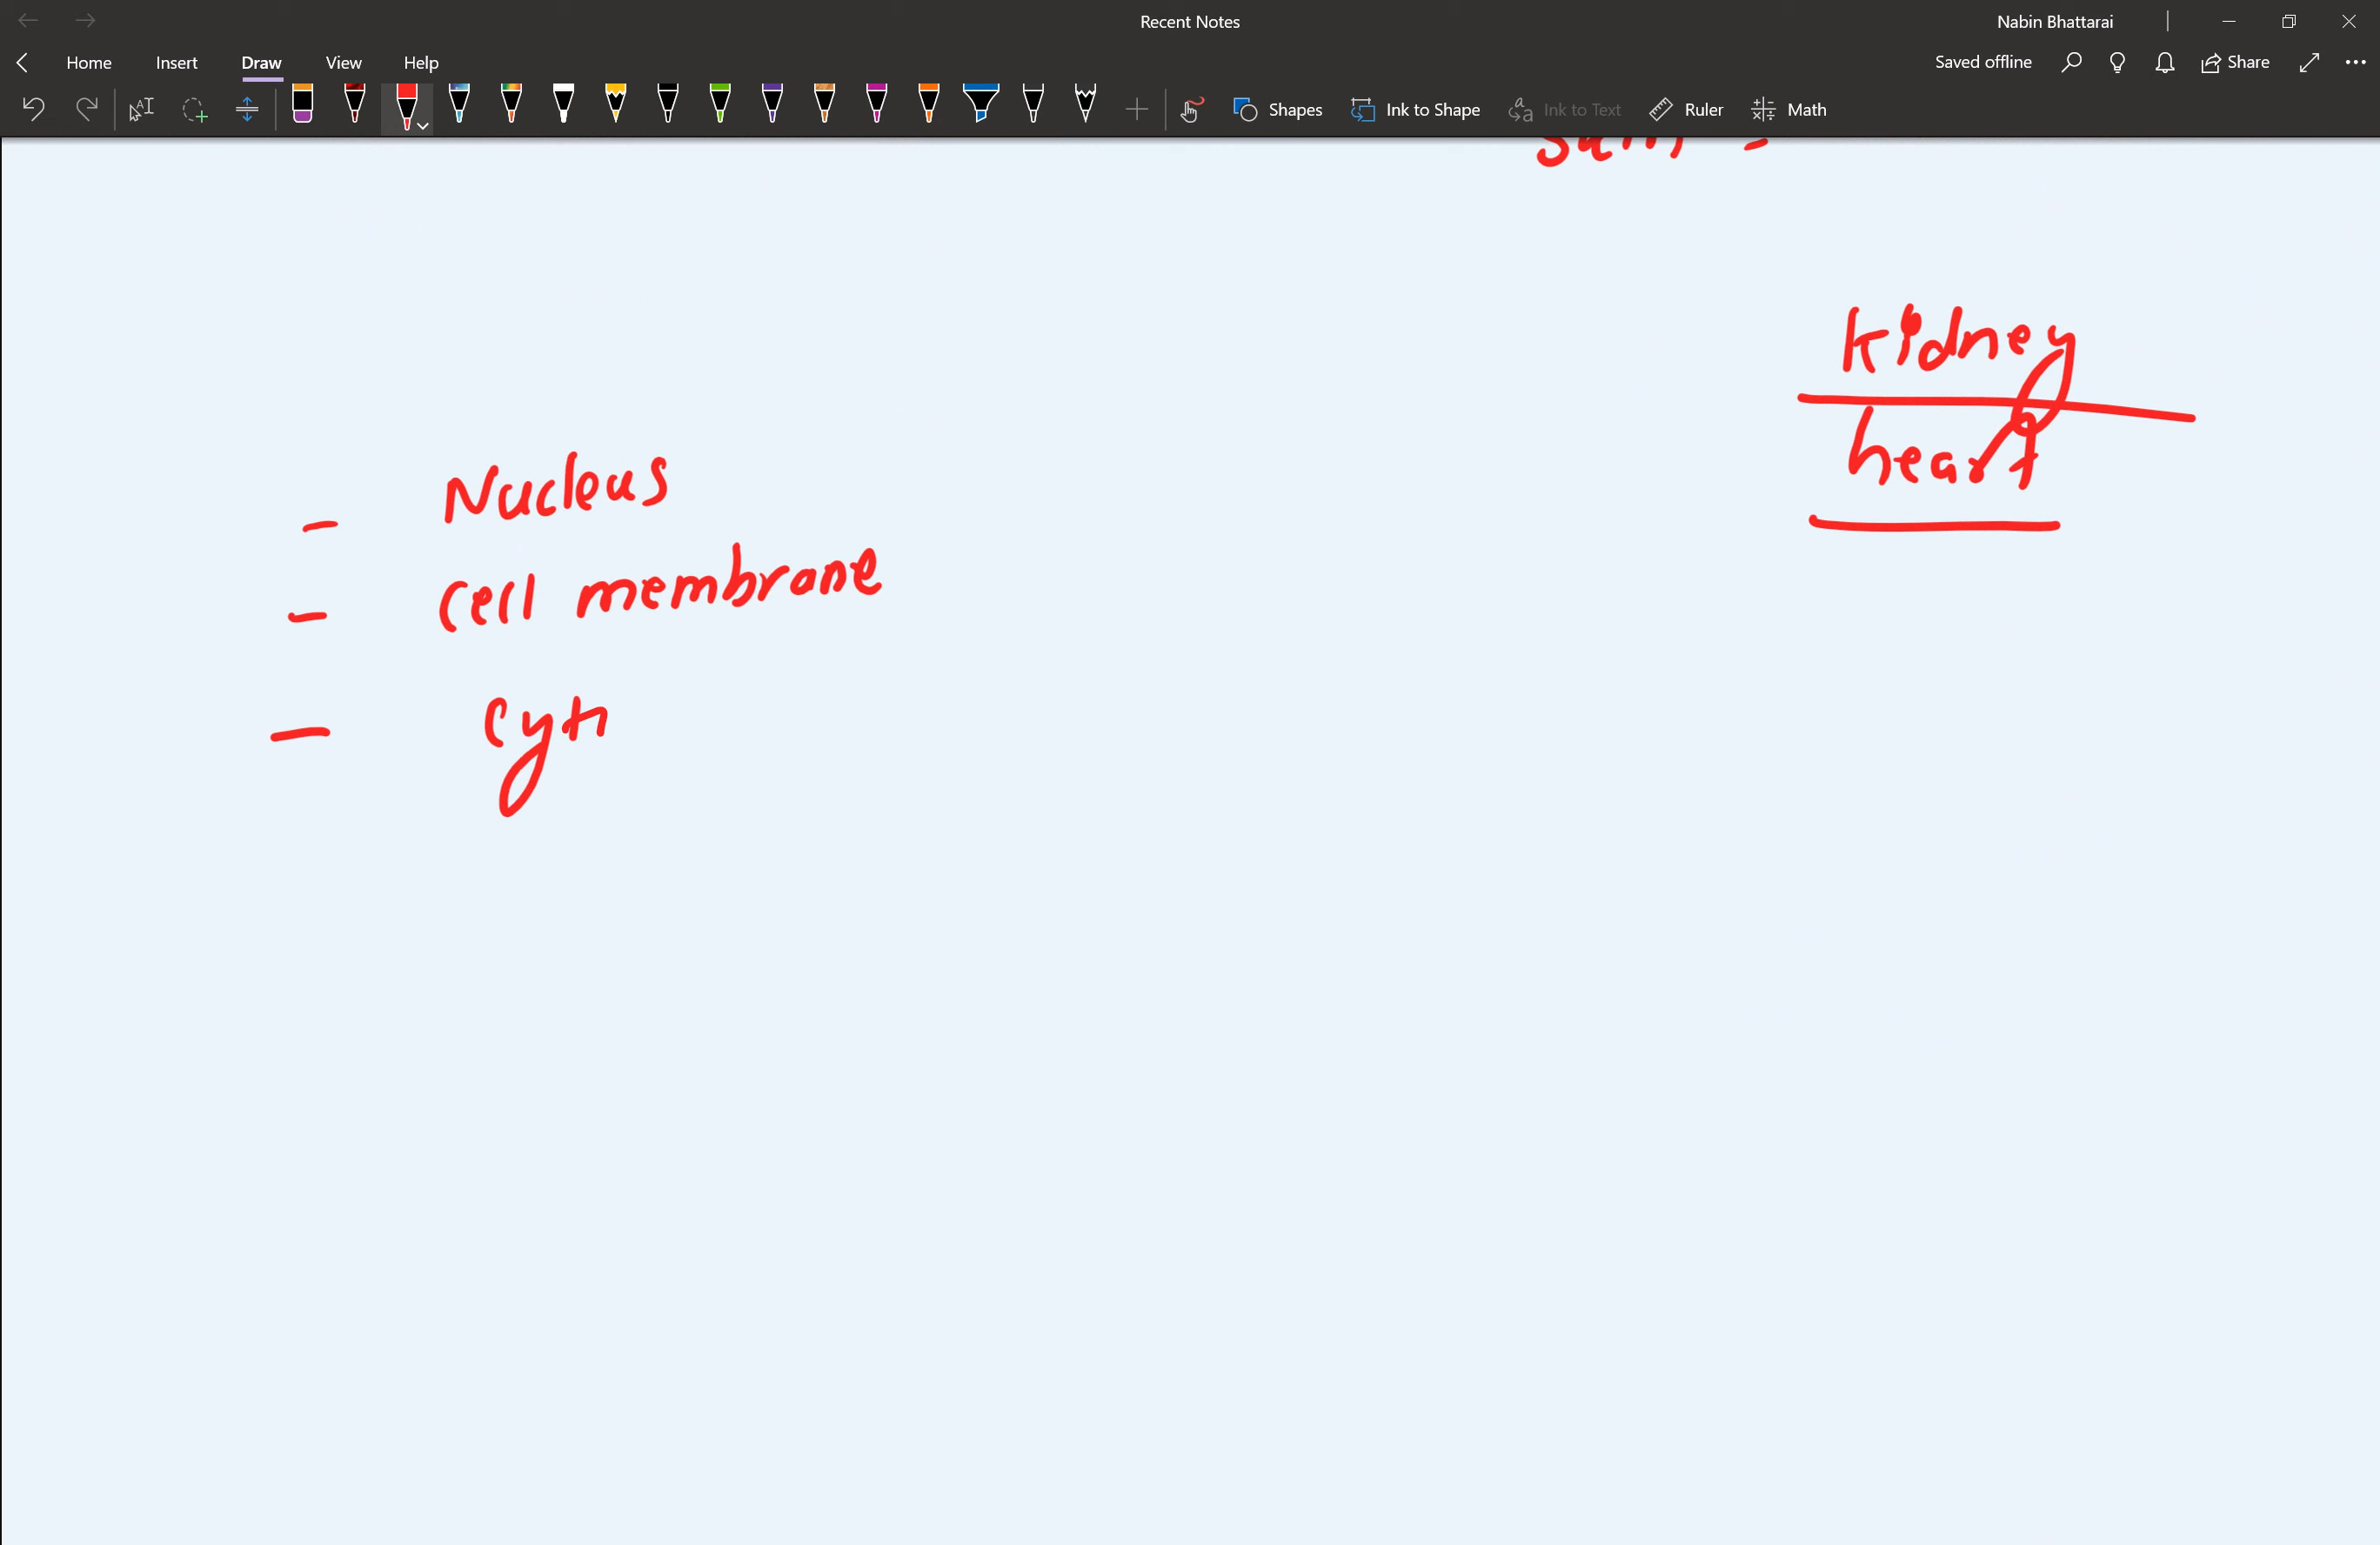 Recent Notes Nabin Bhattarai
Home Insert Draw View Help Saved offline Share
Shapes Ink to Shape Ink to Text Ruler Math
kidney
heart
- Nucleus
- cell membrane
- Cyt